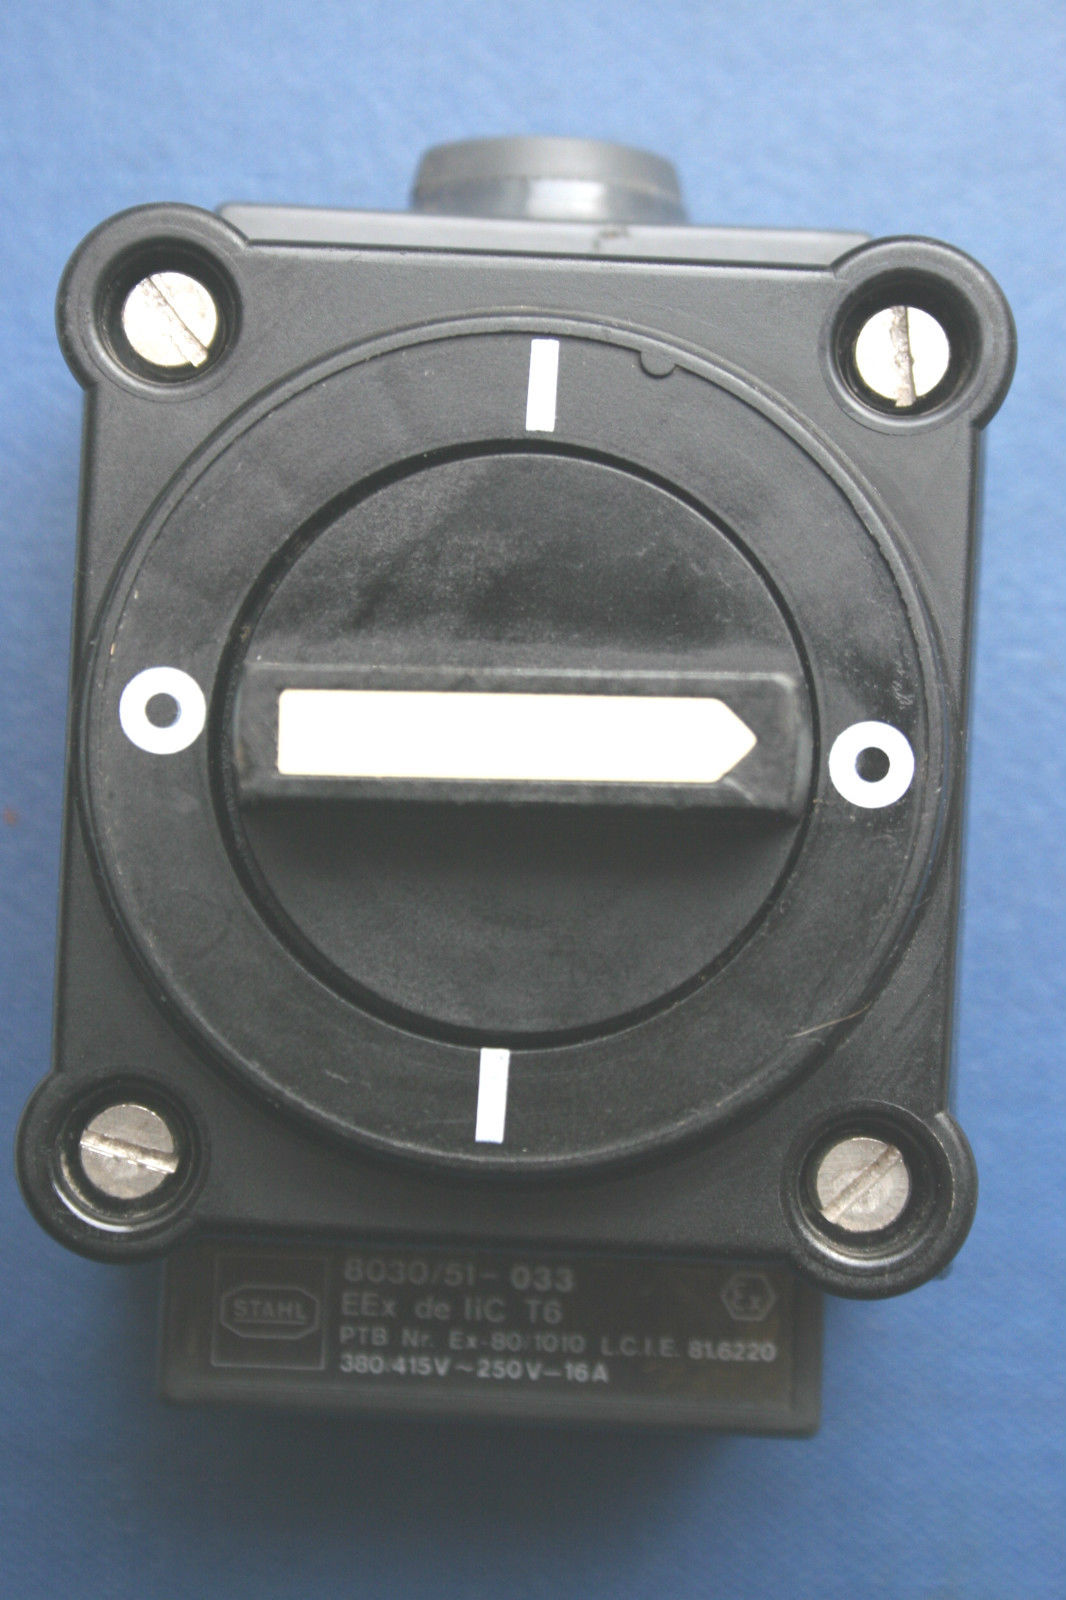 STAHL
8030/51-033
EEx de IIC T6
PTB Nr. Ex-80/1010 L.C.I.E. 81.6220
380/415V~250V–16A
Ex